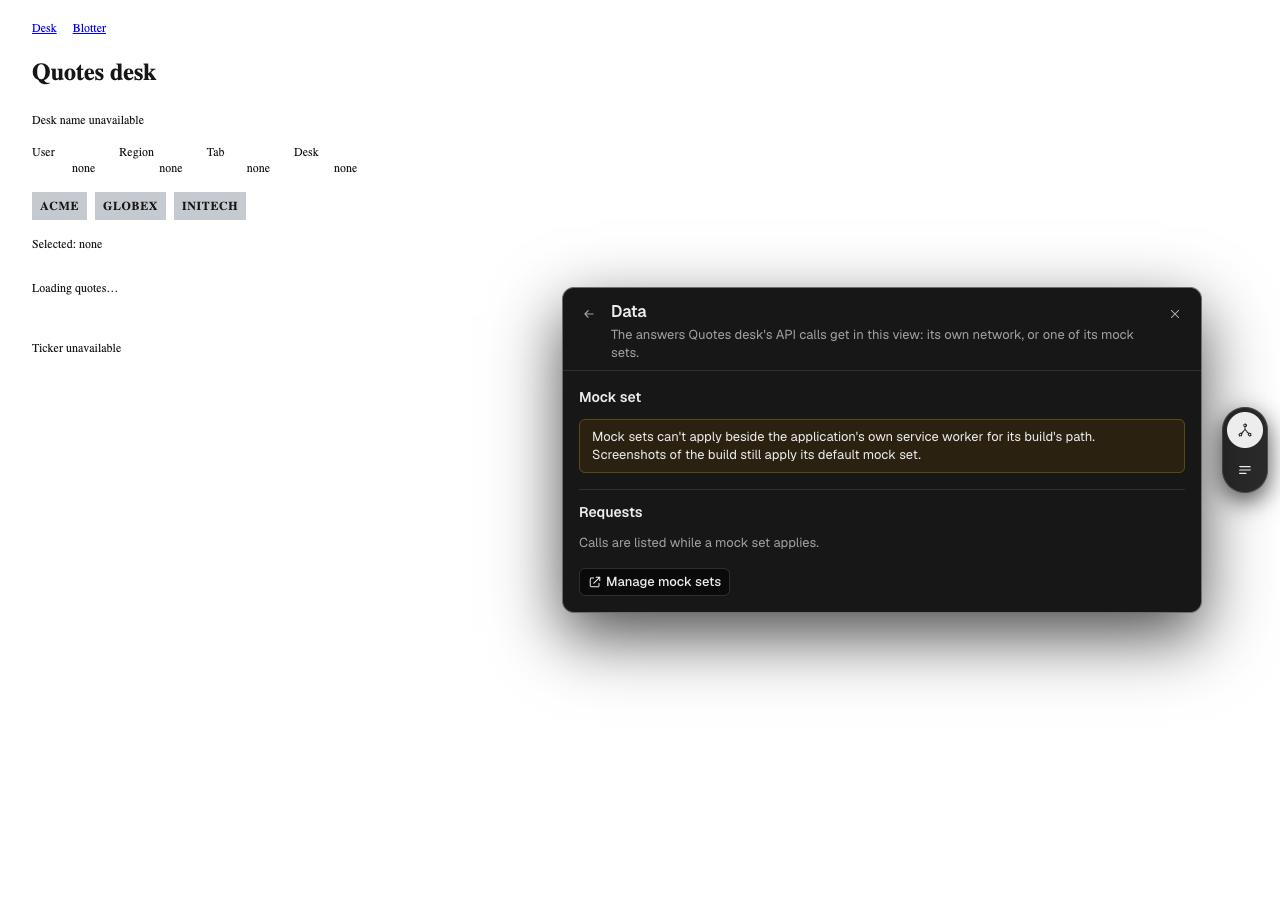 Desk Blotter
Quotes desk
Desk name unavailable
User Region Tab Desk
none none none none
ACME GLOBEX INITECH
Selected: none
Loading quotes…
Ticker unavailable
Data
The answers Quotes desk's API calls get in this view: its own network, or one of its mock
sets.
Mock set
Mock sets can't apply beside the application's own service worker for its build's path.
Screenshots of the build still apply its default mock set.
Requests
Calls are listed while a mock set applies.
Manage mock sets